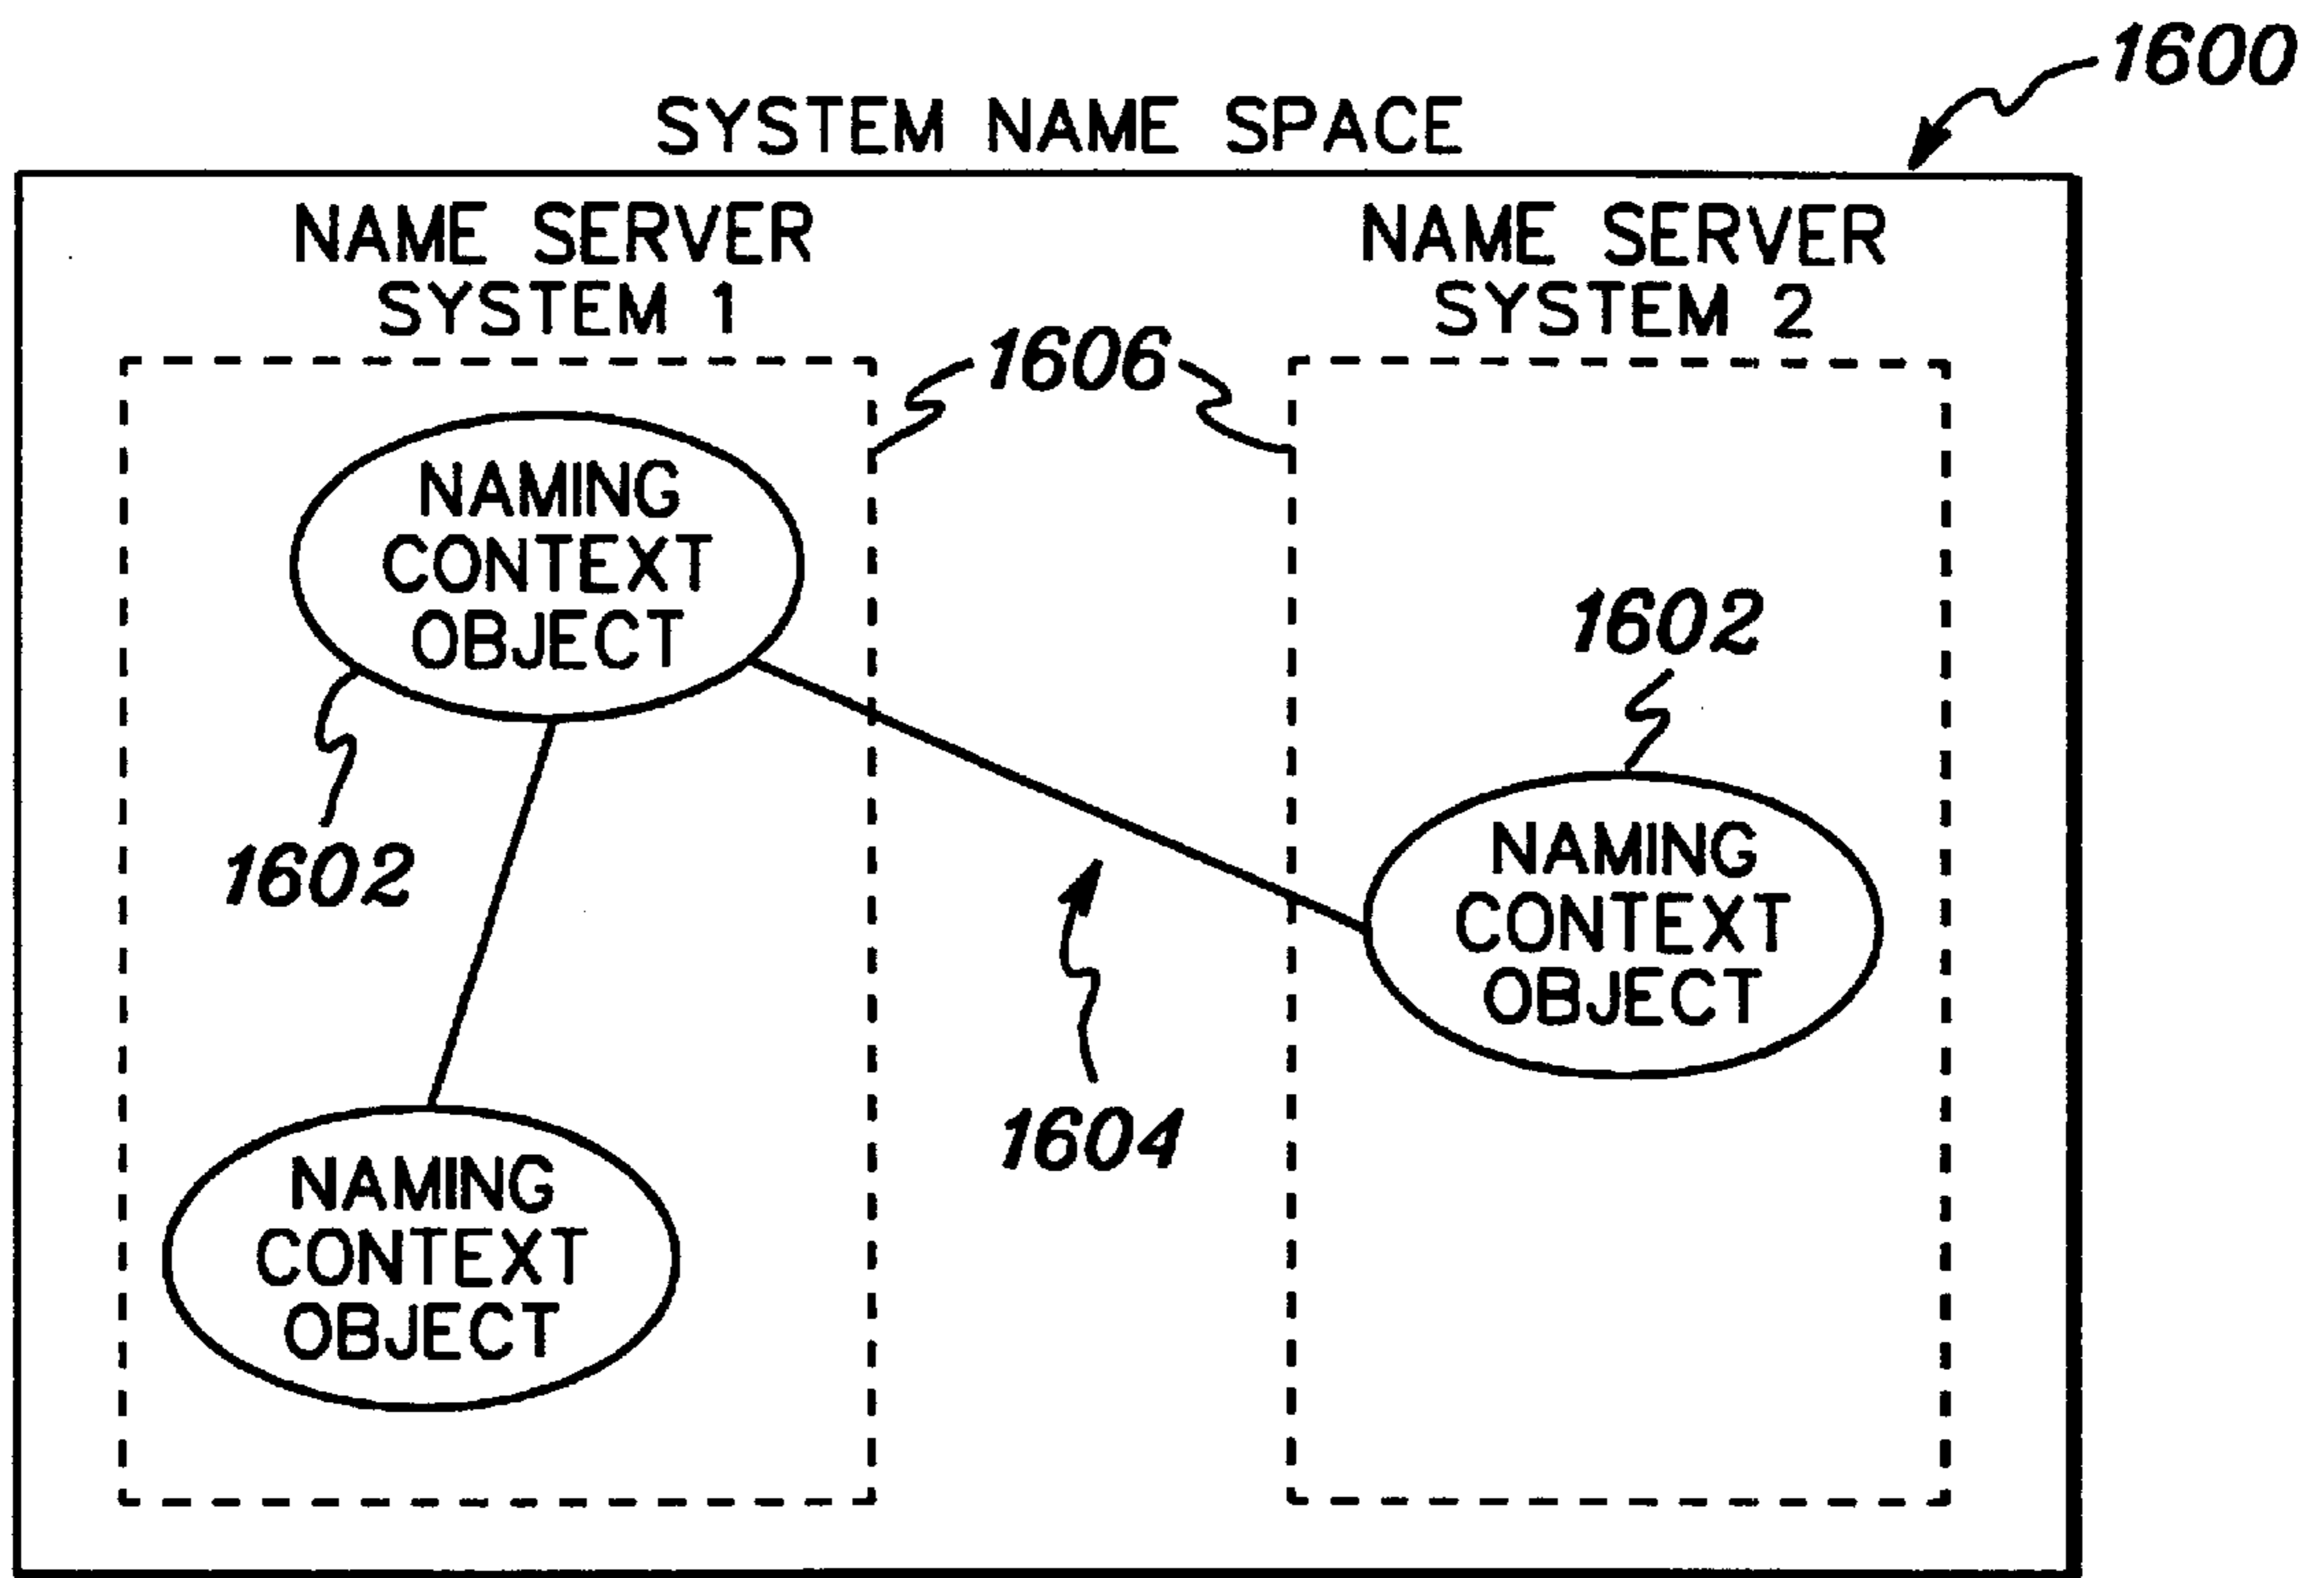 1600
SYSTEM NAME SPACE
NAME SERVER
SYSTEM 1
NAME SERVER
SYSTEM 2
1606
NAMING
CONTEXT
OBJECT
1602
1602
NAMING
CONTEXT
OBJECT
1604
NAMING
CONTEXT
OBJECT